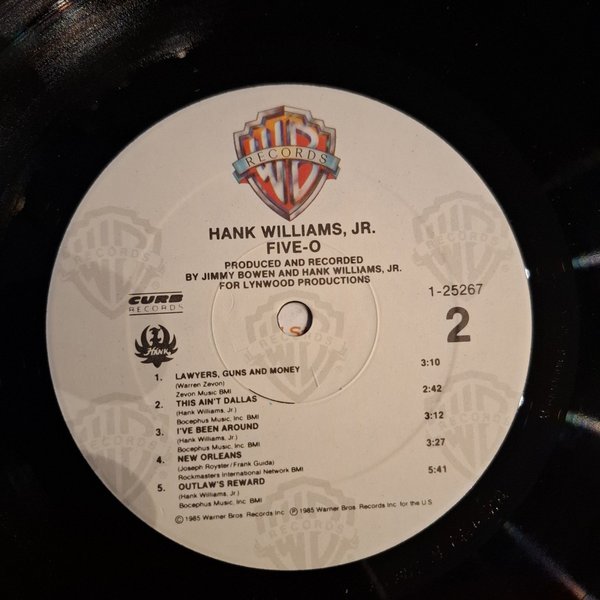 WB
RECORDS
HANK WILLIAMS, JR.
FIVE-O
PRODUCED AND RECORDED
BY JIMMY BOWEN AND HANK WILLIAMS, JR.
FOR LYNWOOD PRODUCTIONS
CURB
RECORDS
HANK
1-25267
2
1. LAWYERS, GUNS AND MONEY 3:10
(Warren Zevon)
Zevon Music BMI
2. THIS AIN'T DALLAS 2:42
(Hank Williams, Jr.)
Bocephus Music, Inc. BMI
3. I'VE BEEN AROUND 3:12
(Hank Williams, Jr.)
Bocephus Music, Inc. BMI
4. NEW ORLEANS 3:27
(Joseph Royster/Frank Guida)
Rockmasters International Network BMI
5. OUTLAW'S REWARD 5:41
(Hank Williams, Jr.)
Bocephus Music, Inc. BMI
© 1985 Warner Bros. Records Inc. ℗ 1985 Warner Bros. Records Inc. for the U.S.